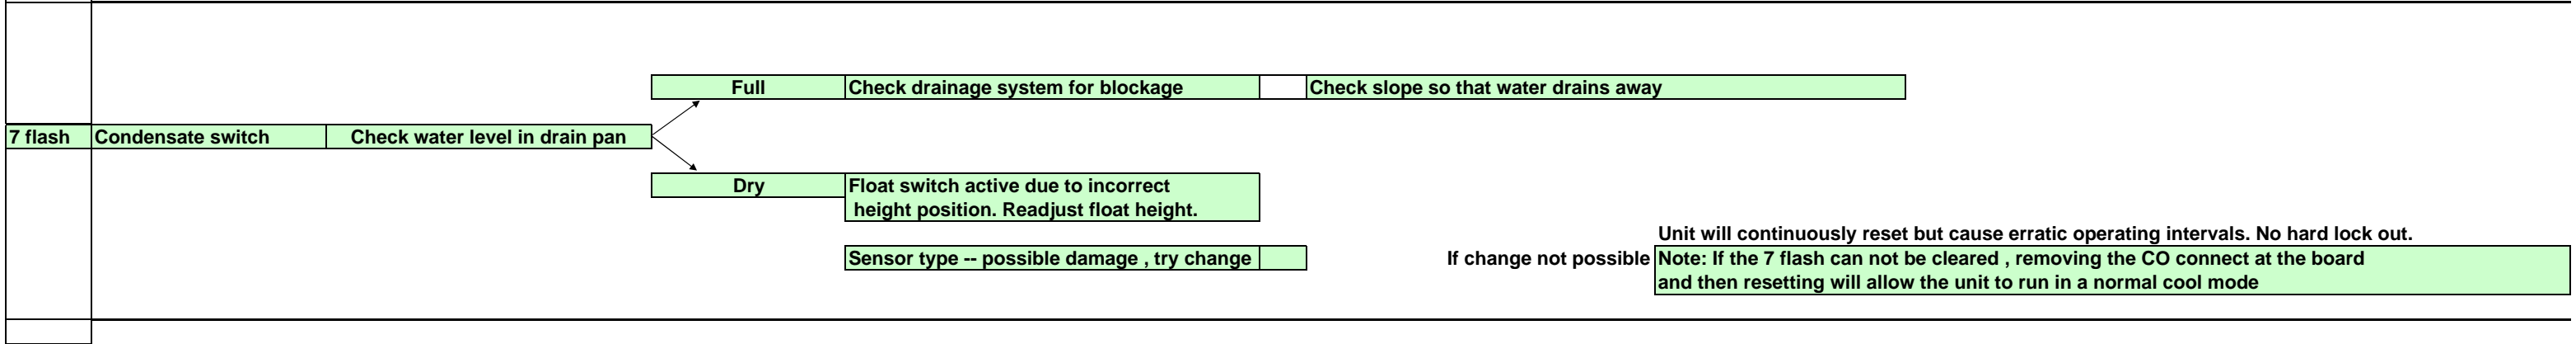 Full Check drainage system for blockage Check slope so that water drains away
7 flash Condensate switch Check water level in drain pan
Dry Float switch active due to incorrect
height position. Readjust float height.
Unit will continuously reset but cause erratic operating intervals. No hard lock out.
Sensor type -- possible damage , try change If change not possible Note: If the 7 flash can not be cleared , removing the CO connect at the board
and then resetting will allow the unit to run in a normal cool mode